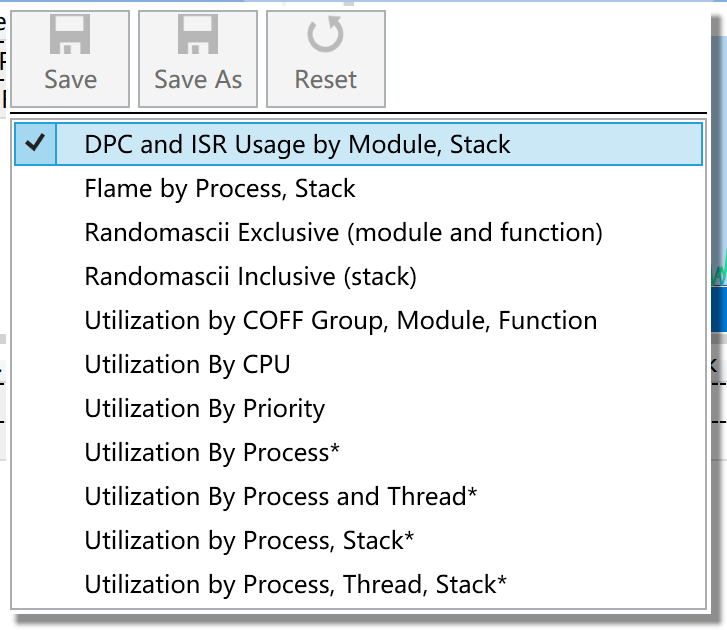 Save
Save As
Reset
DPC and ISR Usage by Module, Stack
Flame by Process, Stack
Randomascii Exclusive (module and function)
Randomascii Inclusive (stack)
Utilization by COFF Group, Module, Function
Utilization By CPU
Utilization By Priority
Utilization By Process*
Utilization By Process and Thread*
Utilization by Process, Stack*
Utilization by Process, Thread, Stack*